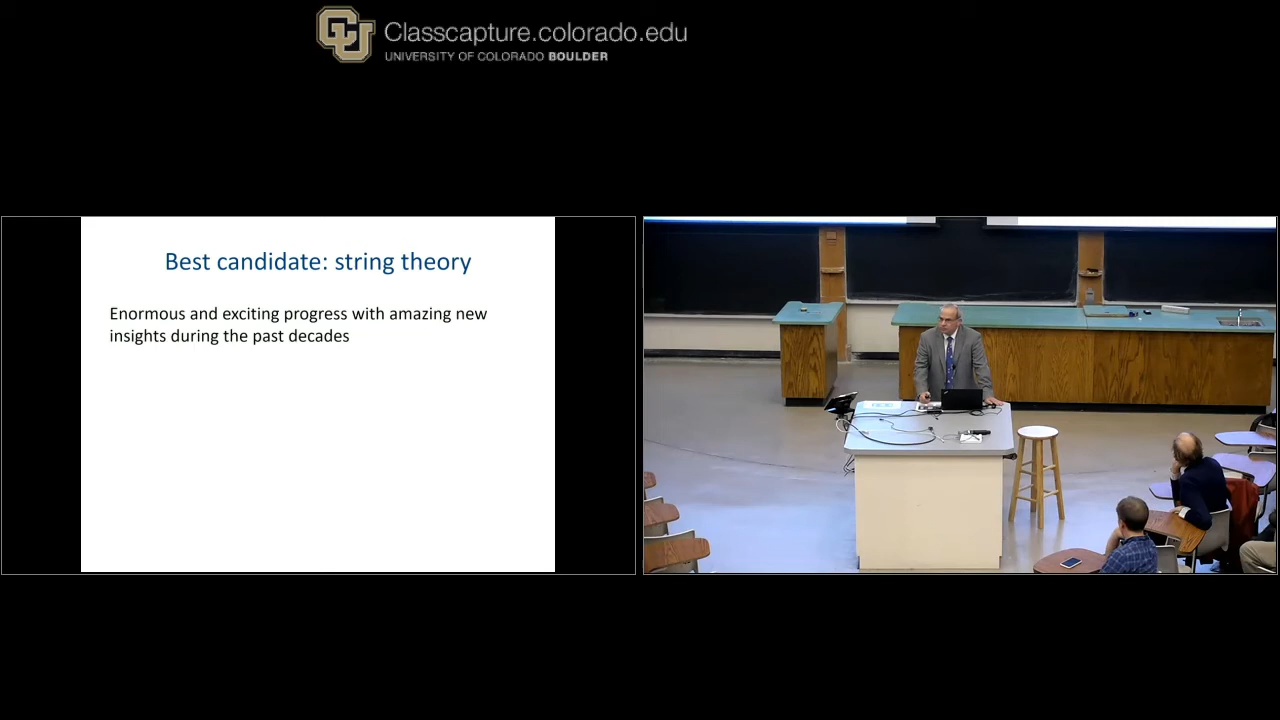 Classcapture.colorado.edu
UNIVERSITY OF COLORADO BOULDER
Best candidate: string theory
Enormous and exciting progress with amazing new
insights during the past decades